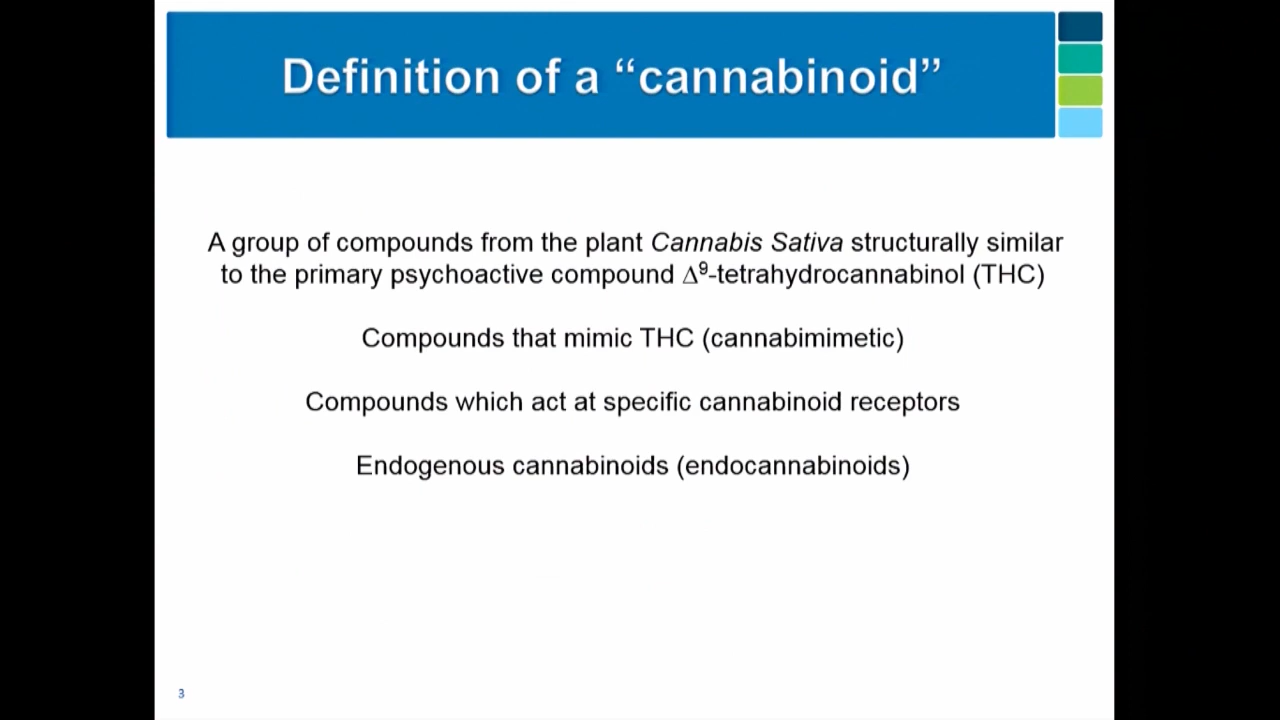 Definition of a “cannabinoid”
A group of compounds from the plant Cannabis Sativa structurally similar
to the primary psychoactive compound Δ⁹-tetrahydrocannabinol (THC)
Compounds that mimic THC (cannabimimetic)
Compounds which act at specific cannabinoid receptors
Endogenous cannabinoids (endocannabinoids)
3